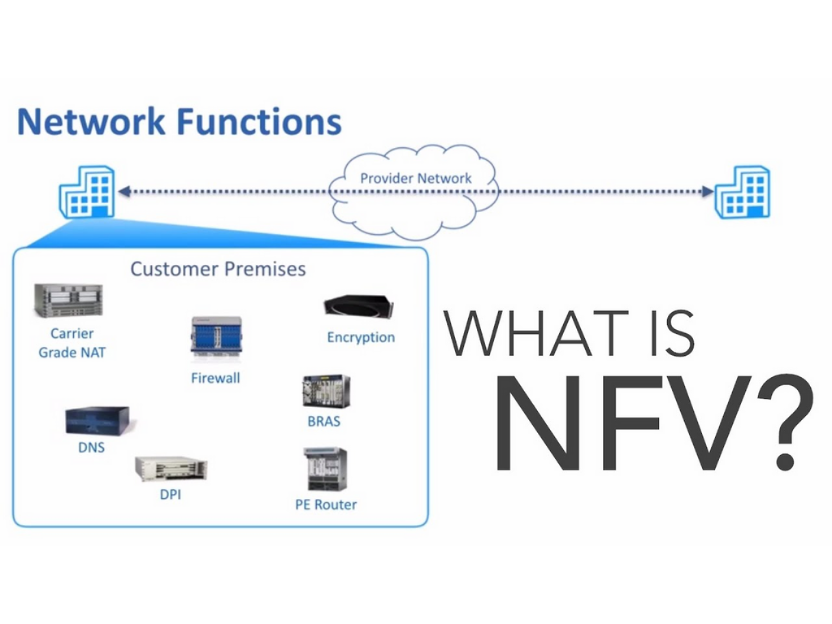 Network Functions
Provider Network
Customer Premises
Carrier
Grade NAT
Firewall
Encryption
DNS
BRAS
DPI
PE Router
WHAT IS
NFV?